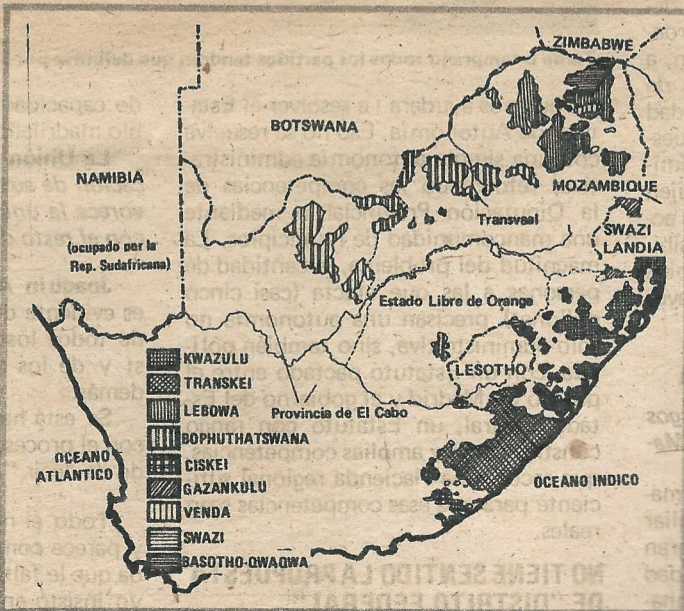 ZIMBABWE
BOTSWANA
NAMIBIA
MOZAMBIQUE
Transvaal
SWAZI
LANDIA
(ocupado por la
Rep. Sudafricana)
Estado Libre de Orange
LESOTHO
Provincia de El Cabo
OCEANO
ATLANTICO
OCEANO INDICO
KWAZULU
TRANSKEI
LEBOWA
BOPHUTHATSWANA
CISKEI
GAZANKULU
VENDA
SWAZI
BASOTHO-QWAQWA